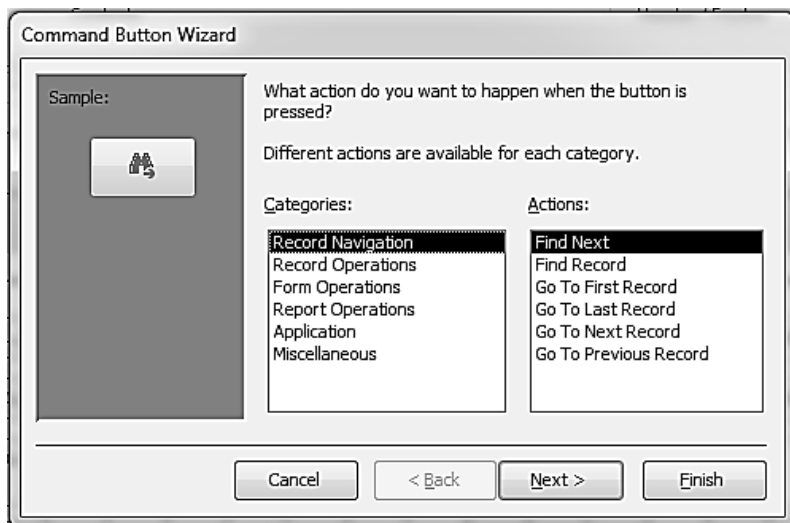 Command Button Wizard
Sample:
What action do you want to happen when the button is
pressed?
Different actions are available for each category.
Categories:
Actions:
Record Navigation
Record Operations
Form Operations
Report Operations
Application
Miscellaneous
Find Next
Find Record
Go To First Record
Go To Last Record
Go To Next Record
Go To Previous Record
Cancel
< Back
Next >
Finish